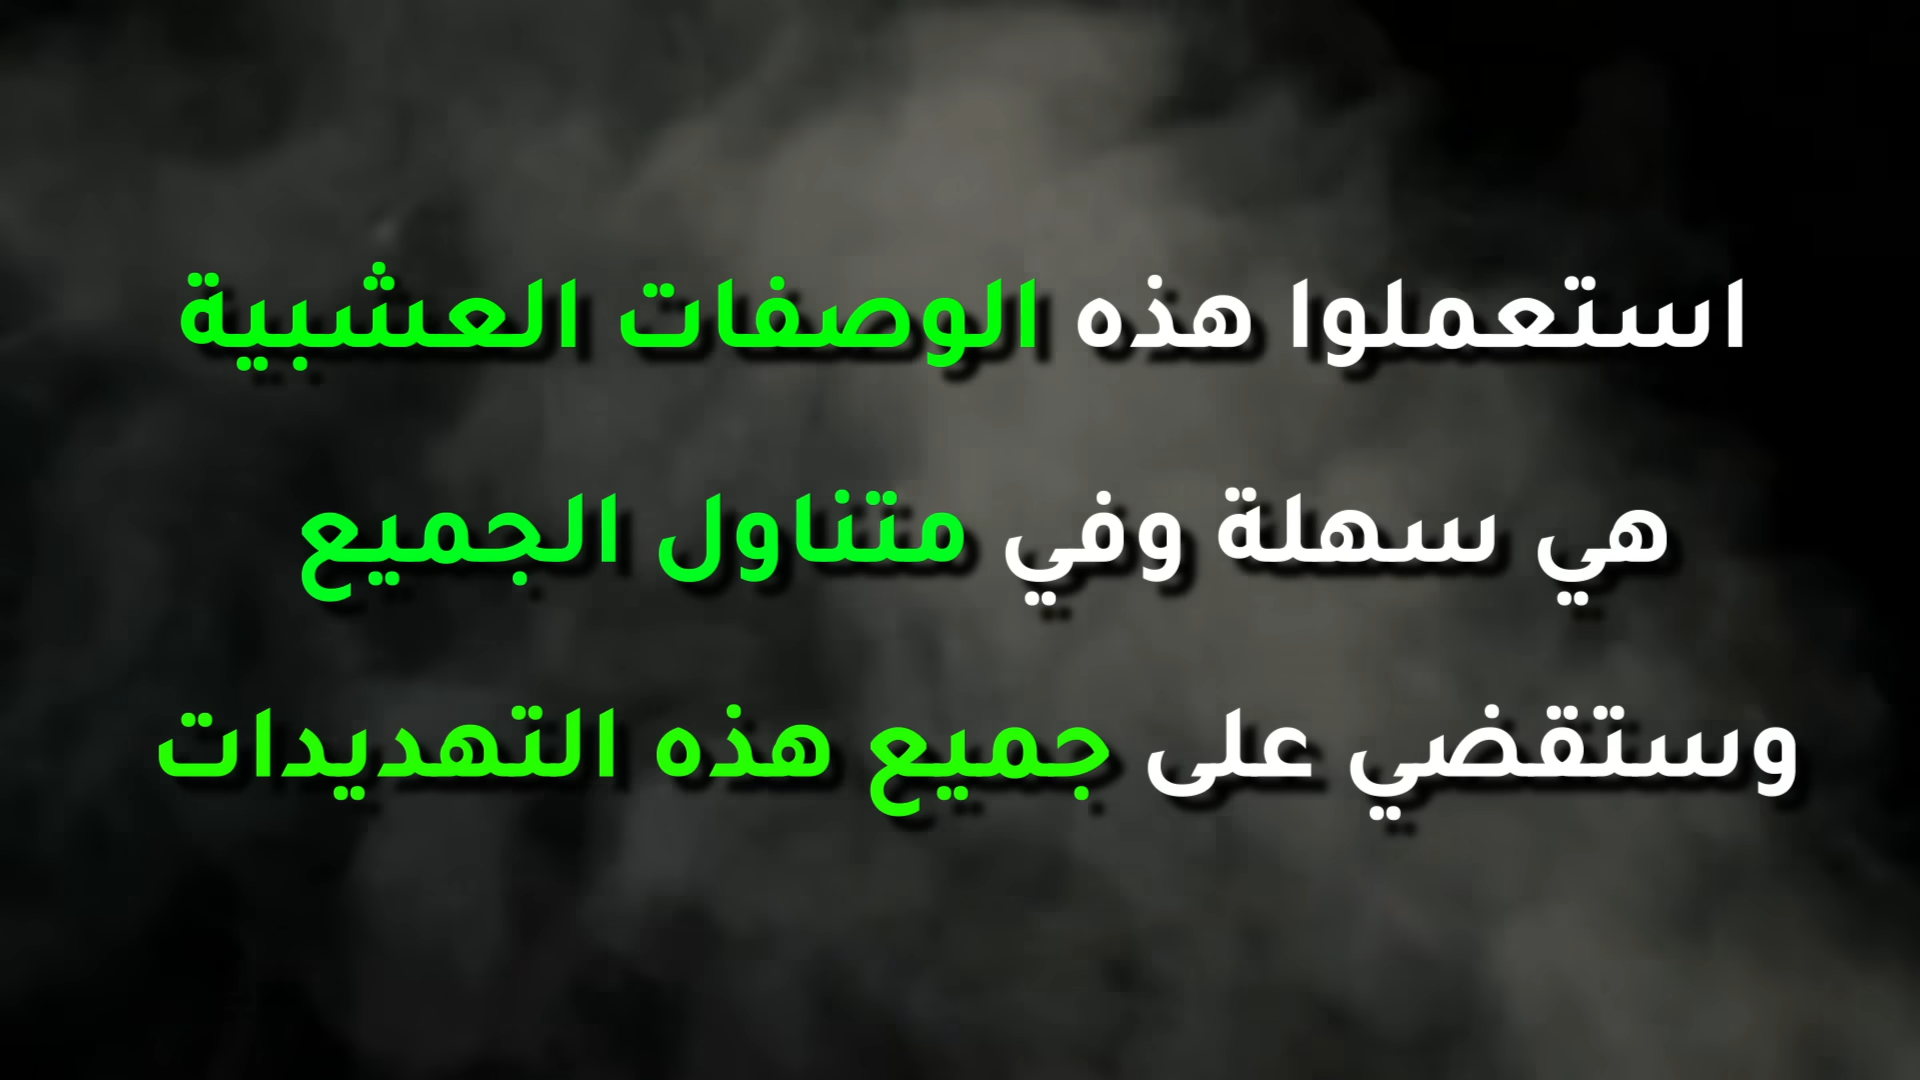 استعملوا هذه الوصفات العشبية
هي سهلة وفي متناول الجميع
وستقضي على جميع هذه التهديدات